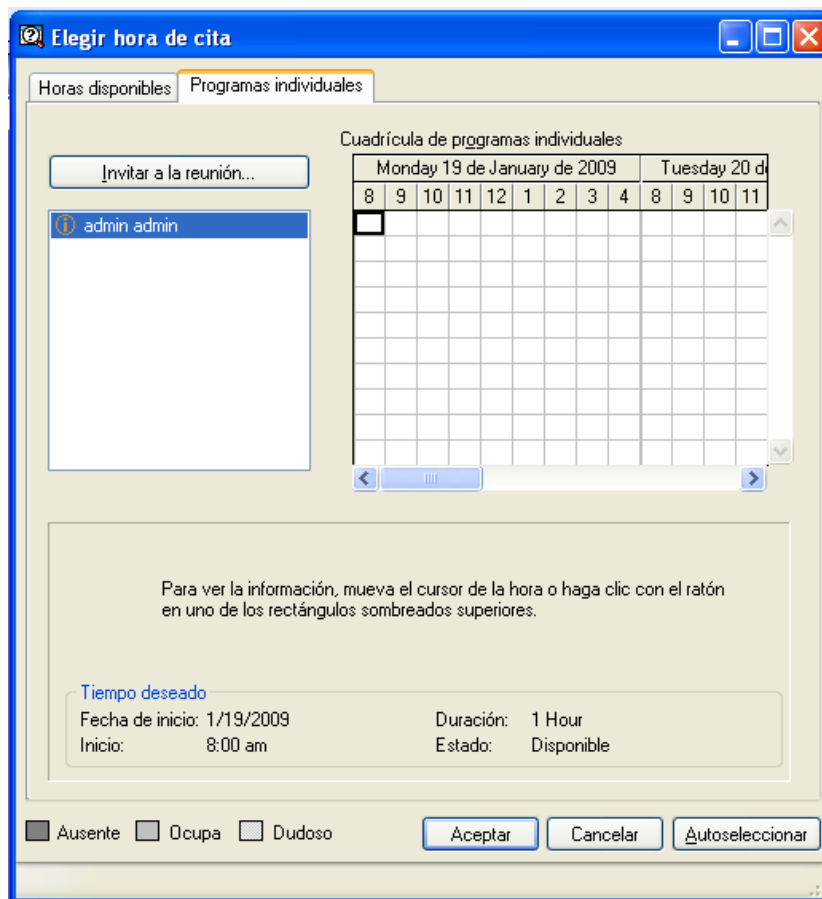 Elegir hora de cita
Horas disponibles Programas individuales
Cuadrícula de programas individuales
Invitar a la reunión...
Monday 19 de January de 2009 Tuesday 20 d
8 9 10 11 12 1 2 3 4 8 9 10 11
admin admin
Para ver la información, mueva el cursor de la hora o haga clic con el ratón
en uno de los rectángulos sombreados superiores.
Tiempo deseado
Fecha de inicio: 1/19/2009 Duración: 1 Hour
Inicio: 8:00 am Estado: Disponible
Ausente Ocupa Dudoso Aceptar Cancelar Autoseleccionar